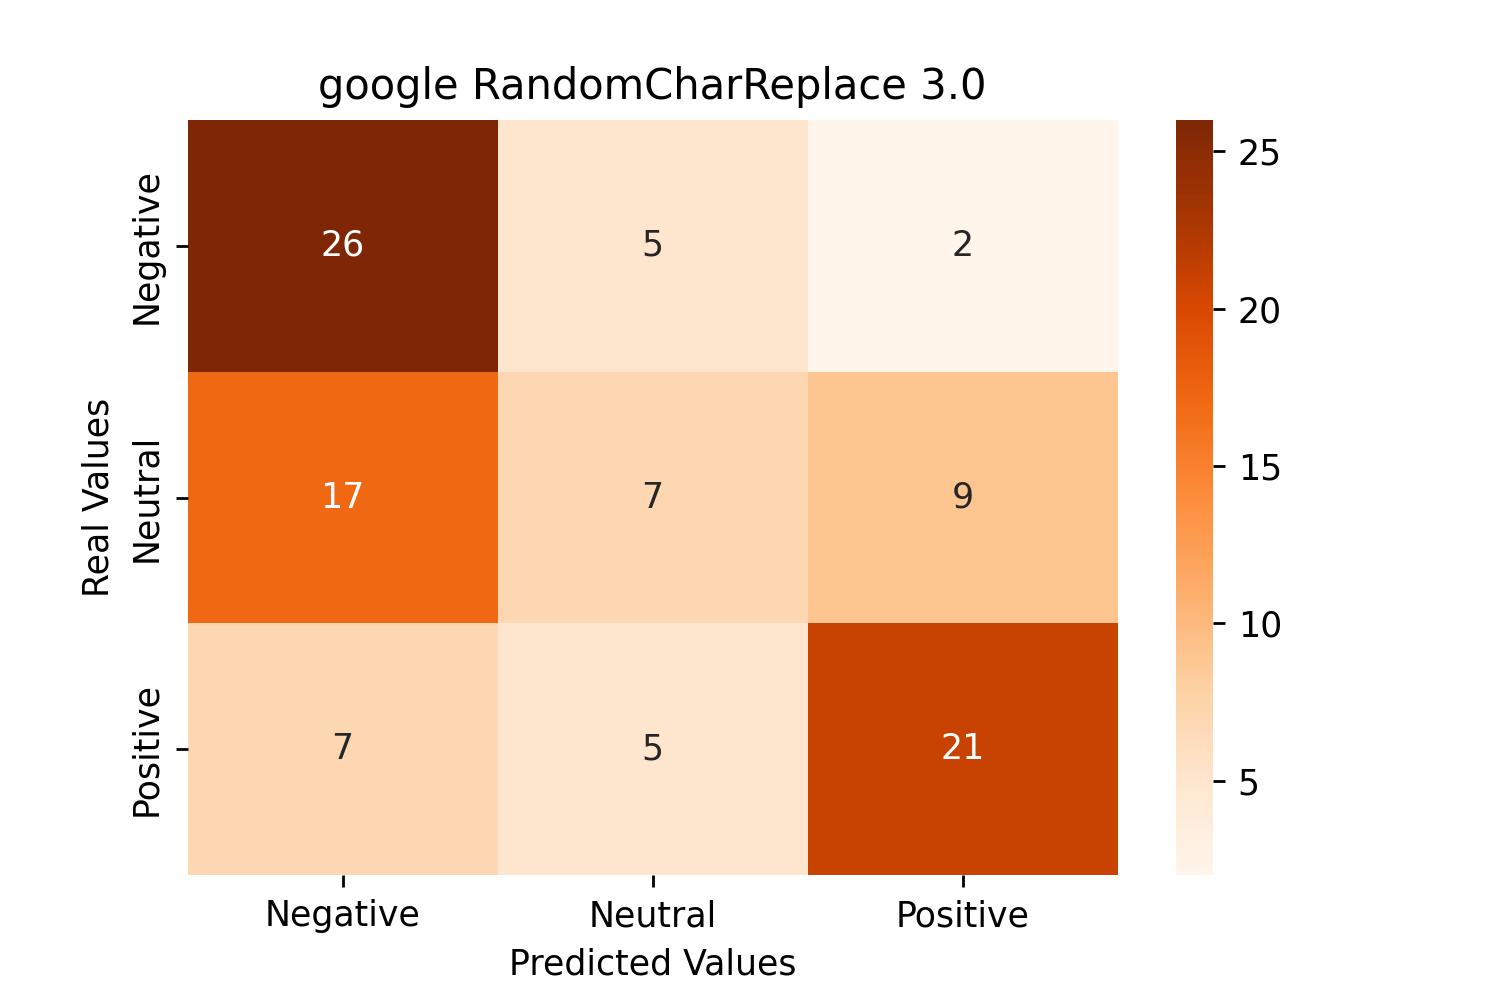 google RandomCharReplace 3.0
Real Values
Negative
26 5 2
Neutral
17 7 9
Positive
7 5 21
Negative Neutral Positive
Predicted Values
25
20
15
10
5